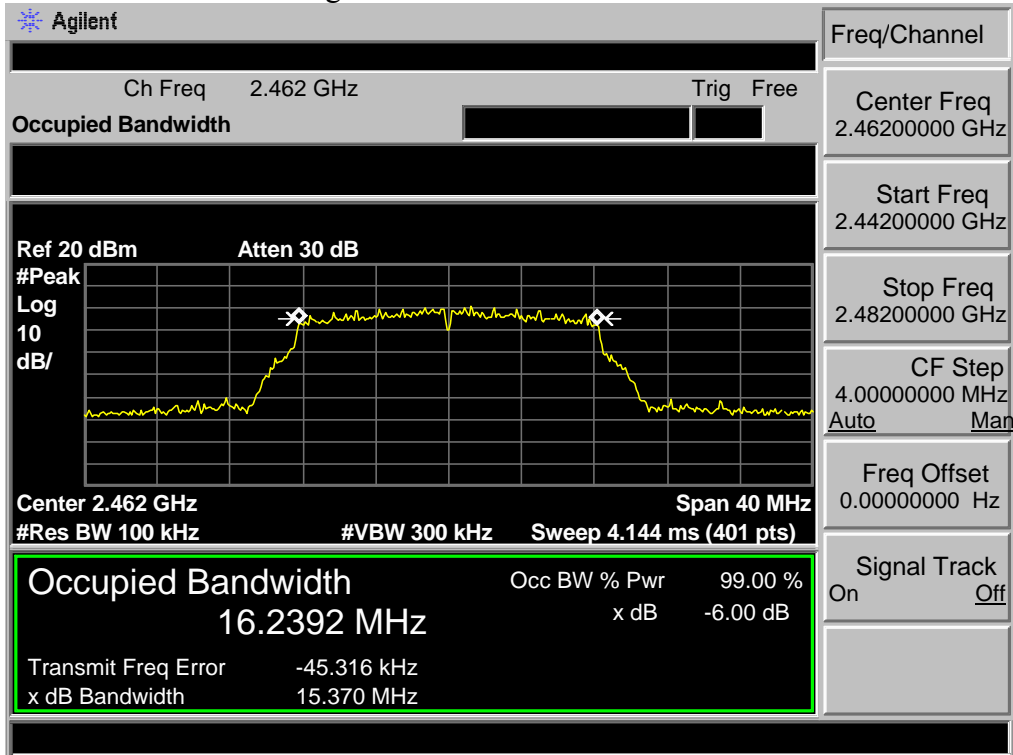 Agilent
Freq/Channel
Ch Freq 2.462 GHz Trig Free
Occupied Bandwidth
Center Freq
2.46200000 GHz
Start Freq
2.44200000 GHz
Ref 20 dBm Atten 30 dB
#Peak
Log
10
dB/
Stop Freq
2.48200000 GHz
CF Step
4.00000000 MHz
Auto Man
Freq Offset
0.00000000 Hz
Center 2.462 GHz Span 40 MHz
#Res BW 100 kHz #VBW 300 kHz Sweep 4.144 ms (401 pts)
Signal Track
On Off
Occupied Bandwidth Occ BW % Pwr 99.00 %
16.2392 MHz x dB -6.00 dB
Transmit Freq Error -45.316 kHz
x dB Bandwidth 15.370 MHz